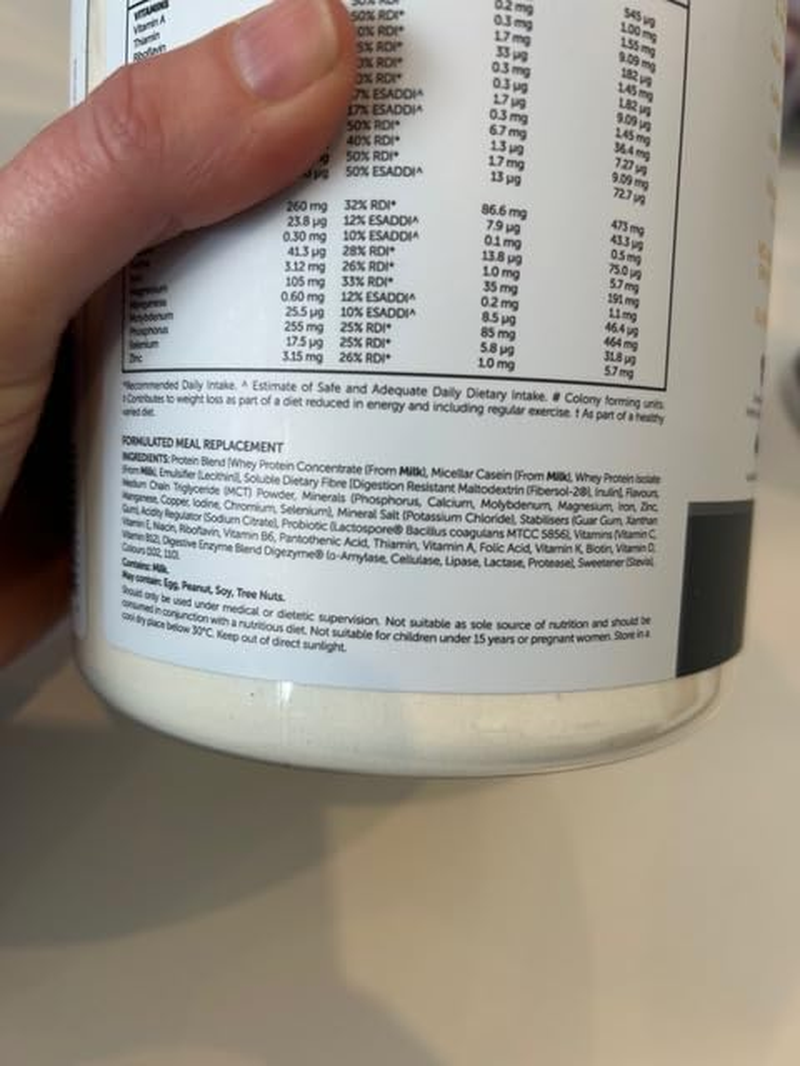 VITAMINS
Vitamin A 50% RDI* 0.2 mg 545 µg
Thiamin 0.3 mg 1.00 mg
Riboflavin 1.7 mg 1.55 mg
33 µg 9.09 mg
0.3 mg 182 µg
0.3 µg 1.45 mg
ESADDI^ 1.7 µg 1.82 µg
17% ESADDI^ 0.3 mg 9.09 µg
50% RDI* 6.7 mg 1.45 mg
40% RDI* 1.3 µg 36.4 mg
50% RDI* 1.7 mg 7.27 µg
50% ESADDI^ 13 µg 9.09 mg
72.7 µg
260 mg 32% RDI* 86.6 mg 473 mg
23.8 µg 12% ESADDI^ 7.9 µg 43.3 µg
0.30 mg 10% ESADDI^ 0.1 mg 0.5 mg
41.3 µg 28% RDI* 13.8 µg 75.0 µg
3.12 mg 26% RDI* 1.0 mg 5.7 mg
Magnesium 105 mg 33% RDI* 35 mg 191 mg
Manganese 0.60 mg 12% ESADDI^ 0.2 mg 1.1 mg
Molybdenum 25.5 µg 10% ESADDI^ 8.5 µg 46.4 µg
Phosphorus 255 mg 25% RDI* 85 mg 464 mg
Selenium 17.5 µg 25% RDI* 5.8 µg 31.8 µg
Zinc 3.15 mg 26% RDI* 1.0 mg 5.7 mg
*Recommended Daily Intake. ^ Estimate of Safe and Adequate Daily Dietary Intake. # Colony forming units.
‡ Contributes to weight loss as part of a diet reduced in energy and including regular exercise. † As part of a healthy
varied diet.
FORMULATED MEAL REPLACEMENT
INGREDIENTS: Protein Blend [Whey Protein Concentrate (From Milk), Micellar Casein (From Milk), Whey Protein Isolate
(From Milk), Emulsifier (Lecithin)], Soluble Dietary Fibre [Digestion Resistant Maltodextrin (Fibersol-2®), Inulin], Flavours,
Medium Chain Triglyceride (MCT) Powder, Minerals (Phosphorus, Calcium, Molybdenum, Magnesium, Iron, Zinc,
Manganese, Copper, Iodine, Chromium, Selenium), Mineral Salt (Potassium Chloride), Stabilisers (Guar Gum, Xanthan
Gum), Acidity Regulator (Sodium Citrate), Probiotic (Lactospore® Bacillus coagulans MTCC 5856), Vitamins (Vitamin C,
Vitamin E, Niacin, Riboflavin, Vitamin B6, Pantothenic Acid, Thiamin, Vitamin A, Folic Acid, Vitamin K, Biotin, Vitamin D,
Vitamin B12), Digestive Enzyme Blend Digezyme® (α-Amylase, Cellulase, Lipase, Lactase, Protease), Sweetener (Stevia),
Colours (102, 110).
Contains: Milk.
May contain: Egg, Peanut, Soy, Tree Nuts.
Should only be used under medical or dietetic supervision. Not suitable as sole source of nutrition and should be
consumed in conjunction with a nutritious diet. Not suitable for children under 15 years or pregnant women. Store in a
cool dry place below 30°C. Keep out of direct sunlight.